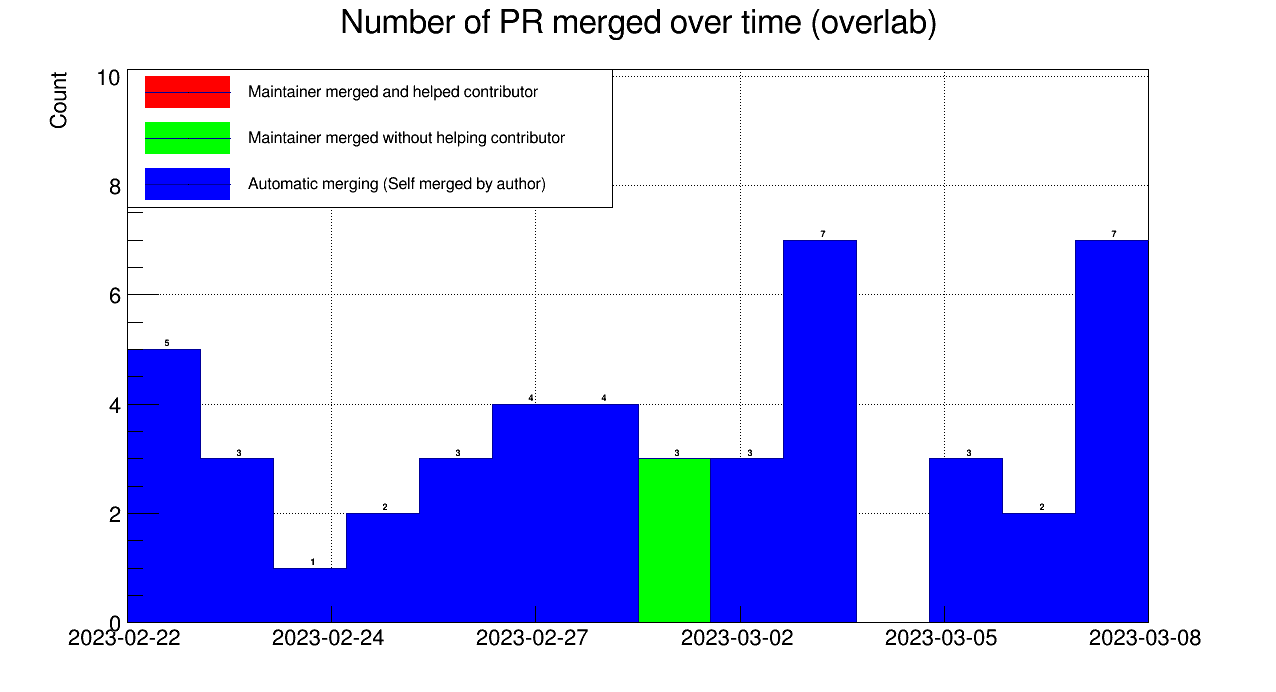 Number of PR merged over time (overlab)
Count
10
Maintainer merged and helped contributor
Maintainer merged without helping contributor
8
Automatic merging (Self merged by author)
7 7
6
5
4 4 4
3 3 3 3 3
2 2 2
1
0
2023-02-22 2023-02-24 2023-02-27 2023-03-02 2023-03-05 2023-03-08